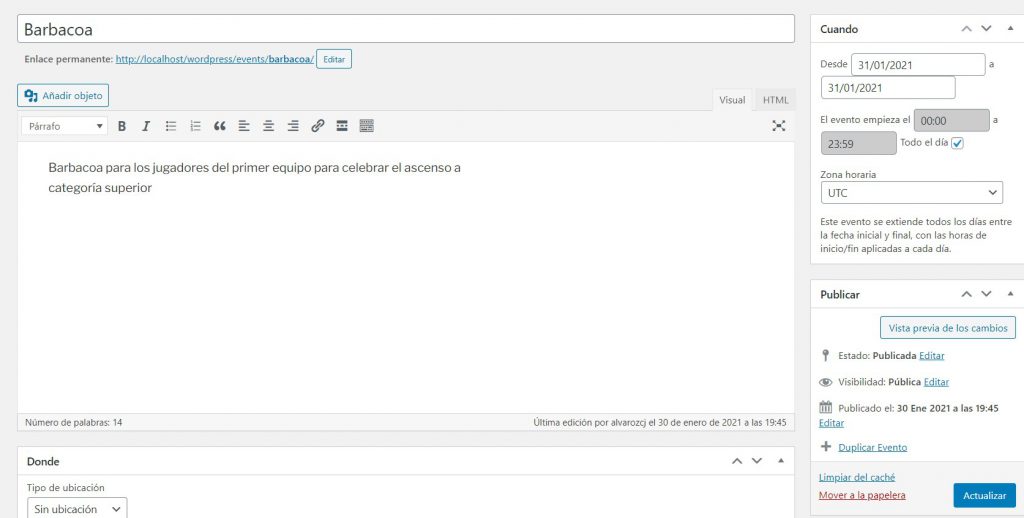 Barbacoa
Enlace permanente: http://localhost/wordpress/events/barbacoa/ Editar
Añadir objeto
Visual HTML
Párrafo B I
Barbacoa para los jugadores del primer equipo para celebrar el ascenso a
categoría superior
Número de palabras: 14 Última edición por alvarozcj el 30 de enero de 2021 a las 19:45
Donde
Tipo de ubicación
Sin ubicación
Cuando
Desde 31/01/2021 a
31/01/2021
El evento empieza el 00:00 a
23:59 Todo el día
Zona horaria
UTC
Este evento se extiende todos los días entre
la fecha inicial y final, con las horas de
inicio/fin aplicadas a cada día.
Publicar
Vista previa de los cambios
Estado: Publicada Editar
Visibilidad: Pública Editar
Publicado el: 30 Ene 2021 a las 19:45
Editar
Duplicar Evento
Limpiar del caché
Mover a la papelera Actualizar